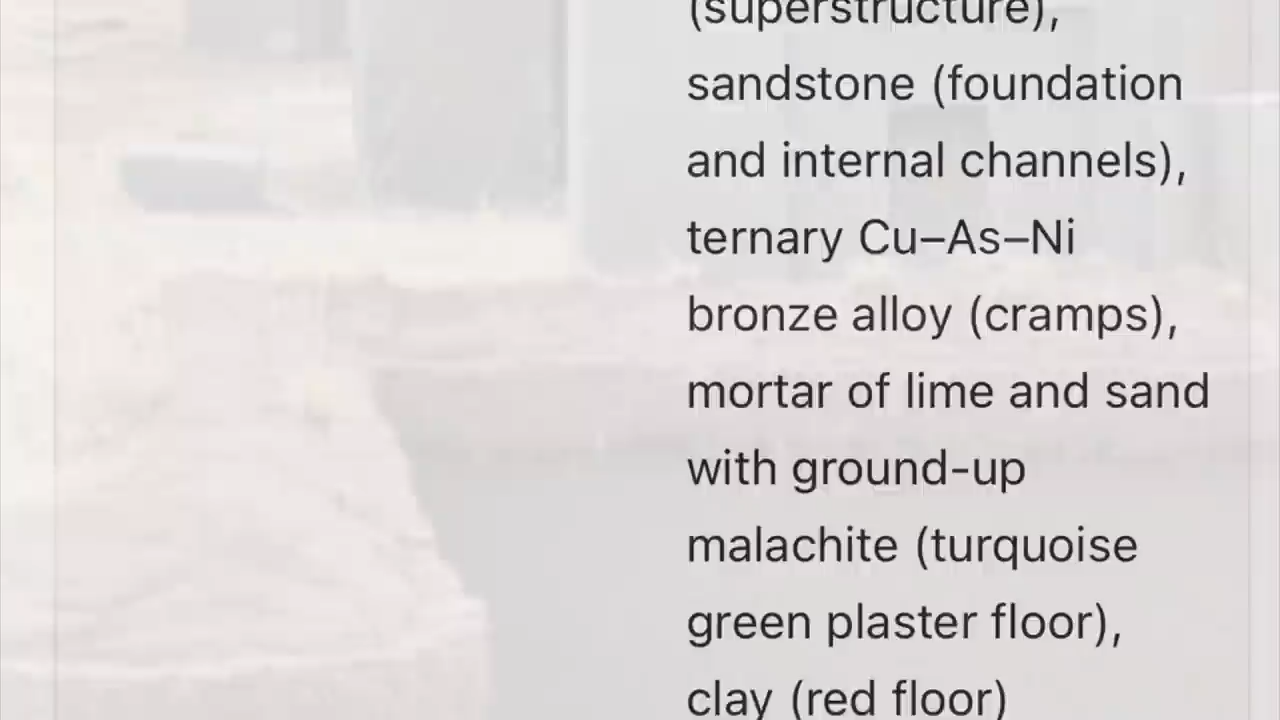 (superstructure),
sandstone (foundation
and internal channels),
ternary Cu–As–Ni
bronze alloy (cramps),
mortar of lime and sand
with ground-up
malachite (turquoise
green plaster floor),
clay (red floor)